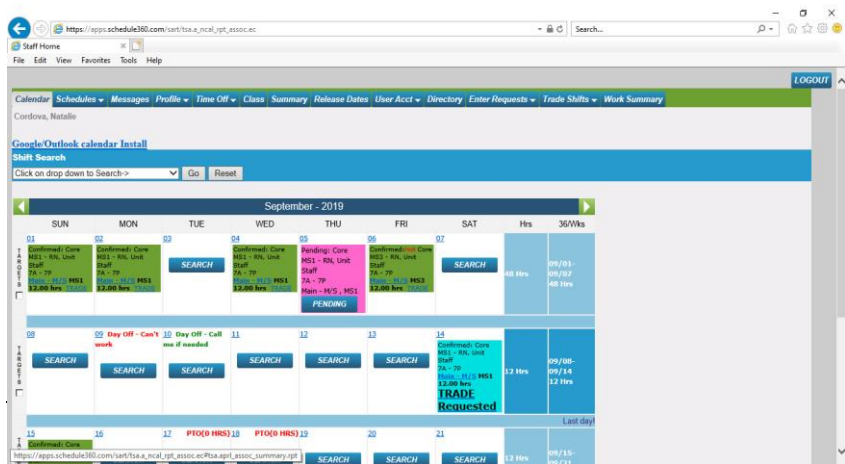 https://apps.schedule360.com/sart/tsa.a_ncal_rpt_assoc.ec
Search...
Staff Home
File Edit View Favorites Tools Help
LOGOUT
Calendar Schedules Messages Profile Time Off Class Summary Release Dates User Acct Directory Enter Requests Trade Shifts Work Summary
Cordova, Natalie
Google/Outlook calendar Install
Shift Search
Click on drop down to Search-> Go Reset
September - 2019
SUN MON TUE WED THU FRI SAT Hrs 36/Wks
TARGETS
01
Confirmed: Core
MS1 - RN, Unit
Staff
7A - 7P
Main - M/S MS1
12.00 hrs TRADE
02
Confirmed: Core
MS1 - RN, Unit
Staff
7A - 7P
Main - M/S MS1
12.00 hrs TRADE
03
SEARCH
04
Confirmed: Core
MS1 - RN, Unit
Staff
7A - 7P
Main - M/S MS1
12.00 hrs TRADE
05
Pending: Core
MS1 - RN, Unit
Staff
7A - 7P
Main - M/S , MS1
PENDING
06
Confirmed: Core
MS3 - RN, Unit
Staff
7A - 7P
Main - M/S MS3
12.00 hrs TRADE
07
SEARCH
48 Hrs
09/01-
09/07
48 Hrs
TARGETS
08
SEARCH
09 Day Off - Can't
work
SEARCH
10 Day Off - Call
me if needed
SEARCH
11
SEARCH
12
SEARCH
13
SEARCH
14
Confirmed: Core
MS1 - RN, Unit
Staff
7A - 7P
Main - M/S MS1
12.00 hrs
TRADE
Requested
12 Hrs
09/08-
09/14
12 Hrs
Last day!
15
Confirmed: Core
16
17 PTO(0 HRS)
18 PTO(0 HRS)
19
SEARCH
20
SEARCH
21
SEARCH
12 Hrs
09/15-
09/21
https://apps.schedule360.com/sart/tsa.a_ncal_rpt_assoc.ec#tsa.aprl_assoc_summary.rpt